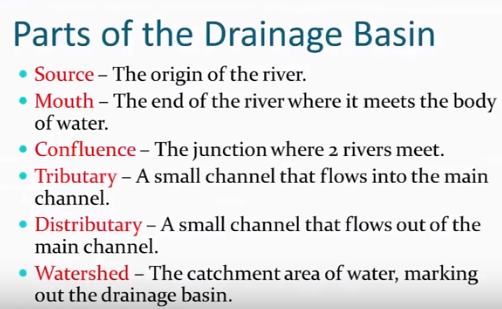 Parts of the Drainage Basin
• Source – The origin of the river.
• Mouth – The end of the river where it meets the body
of water.
• Confluence – The junction where 2 rivers meet.
• Tributary – A small channel that flows into the main
channel.
• Distributary – A small channel that flows out of the
main channel.
• Watershed – The catchment area of water, marking
out the drainage basin.